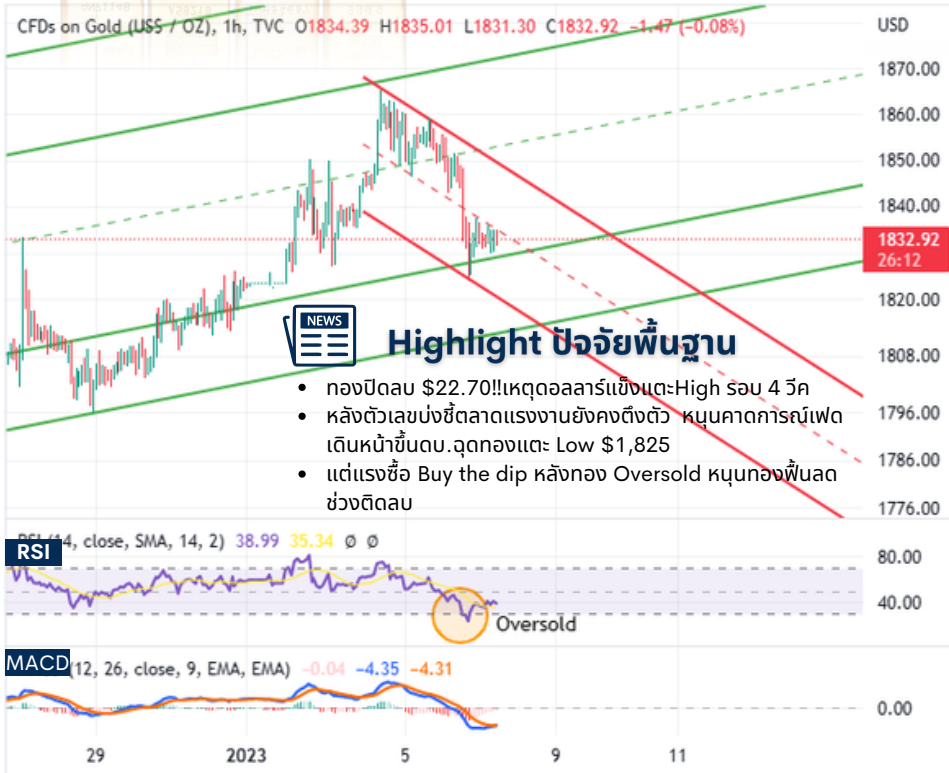 CFDs on Gold (US$ / OZ), 1h, TVC O1834.39 H1835.01 L1831.30 C1832.92 −1.47 (−0.08%)
USD
1870.00
1860.00
1850.00
1840.00
1832.92
26:12
1820.00
1808.00
1796.00
1786.00
1776.00
NEWS
Highlight ปัจจัยพื้นฐาน
• ทองปิดลบ $22.70!!เหตุดอลลาร์แข็งแตะHigh รอบ 4 วีค
• หลังตัวเลขบ่งชี้ตลาดแรงงานยังคงตึงตัว หนุนคาดการณ์เฟด
เดินหน้าขึ้นดบ.ฉุดทองแตะ Low $1,825
• แต่แรงซื้อ Buy the dip หลังทอง Oversold หนุนทองฟื้นลด
ช่วงติดลบ
RSI (14, close, SMA, 14, 2) 38.99 35.34 Ø Ø
RSI
80.00
40.00
Oversold
MACD (12, 26, close, 9, EMA, EMA) −0.04 −4.35 −4.31
0.00
29 2023 5 9 11